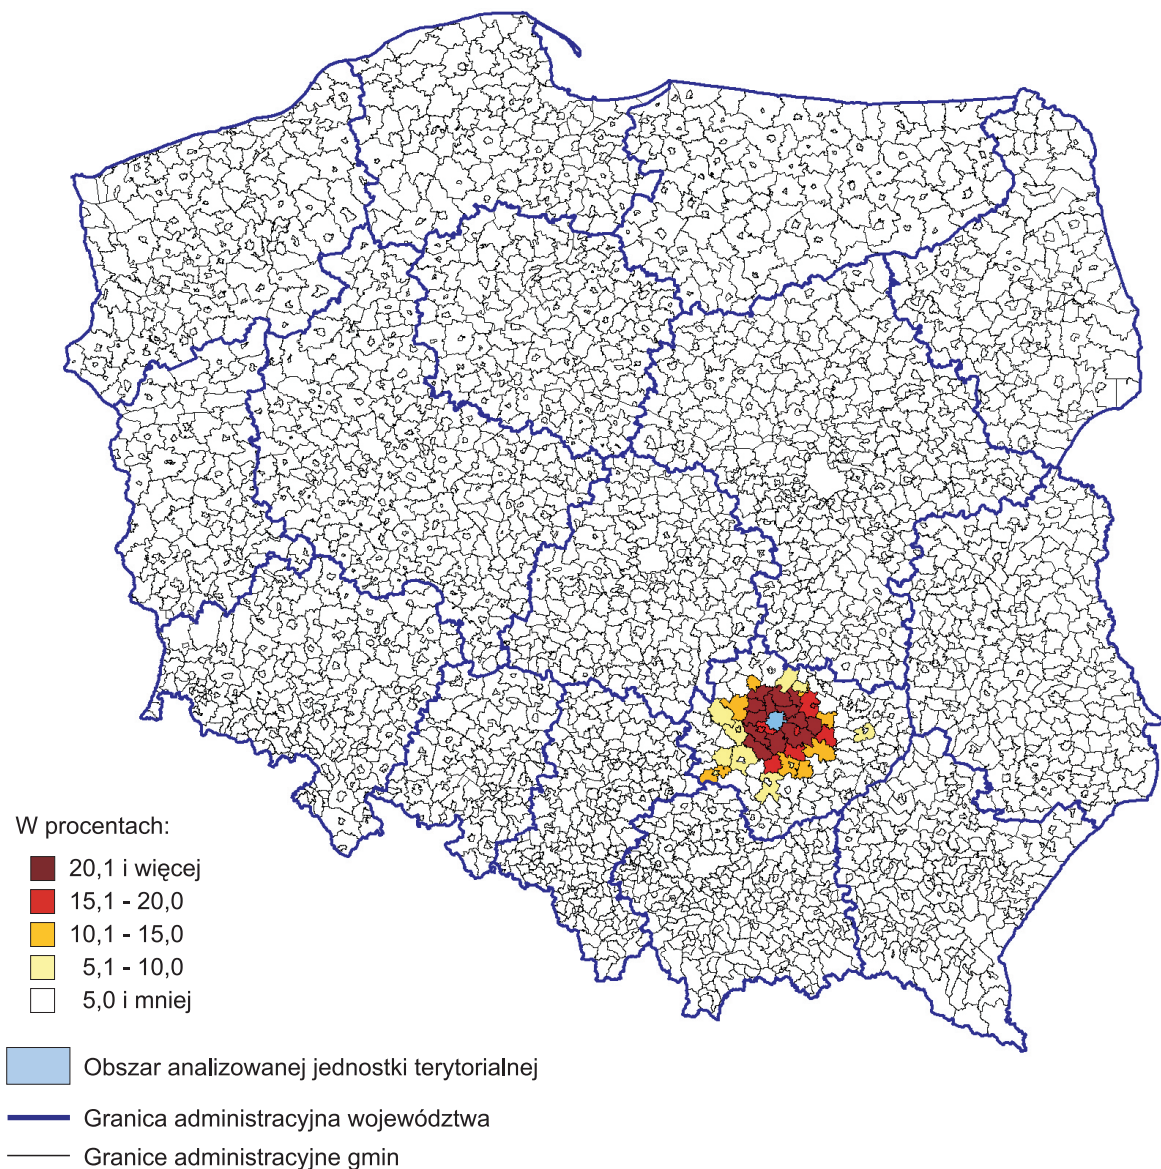 W procentach:
20,1 i więcej
15,1 - 20,0
10,1 - 15,0
5,1 - 10,0
5,0 i mniej
Obszar analizowanej jednostki terytorialnej
Granica administracyjna województwa
Granice administracyjne gmin